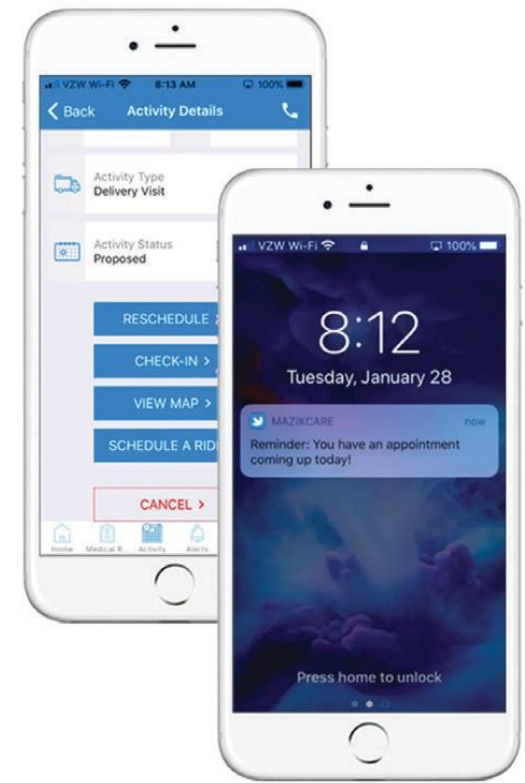 VZW Wi-Fi 8:13 AM 100%
Back Activity Details
Activity Type
Delivery Visit
Activity Status
Proposed
RESCHEDULE
CHECK-IN >
VIEW MAP >
SCHEDULE A RID
CANCEL >
Home Medical R... Activity Alerts
VZW Wi-Fi 100%
8:12
Tuesday, January 28
MAZIKCARE now
Reminder: You have an appointment
coming up today!
Press home to unlock